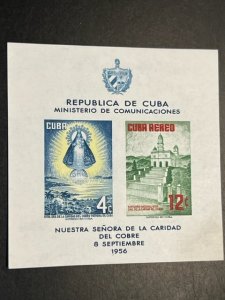 REPUBLICA DE CUBA
MINISTERIO DE COMUNICACIONES
CUBA
4c
CUBA AEREO
12c
NUESTRA SEÑORA DE LA CARIDAD
DEL COBRE
8 SEPTIEMBRE
1956